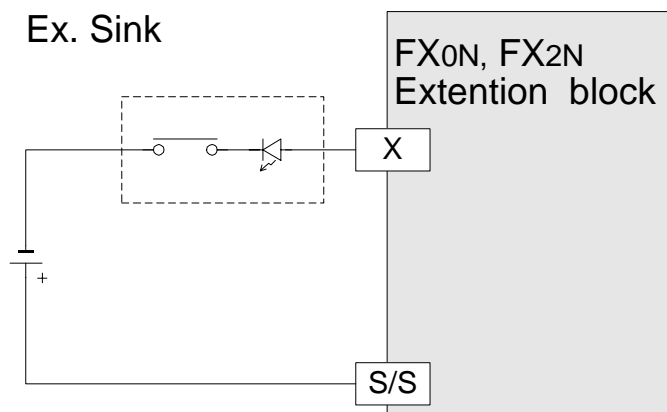 Ex. Sink
FX0N, FX2N
Extention block
X
+
S/S